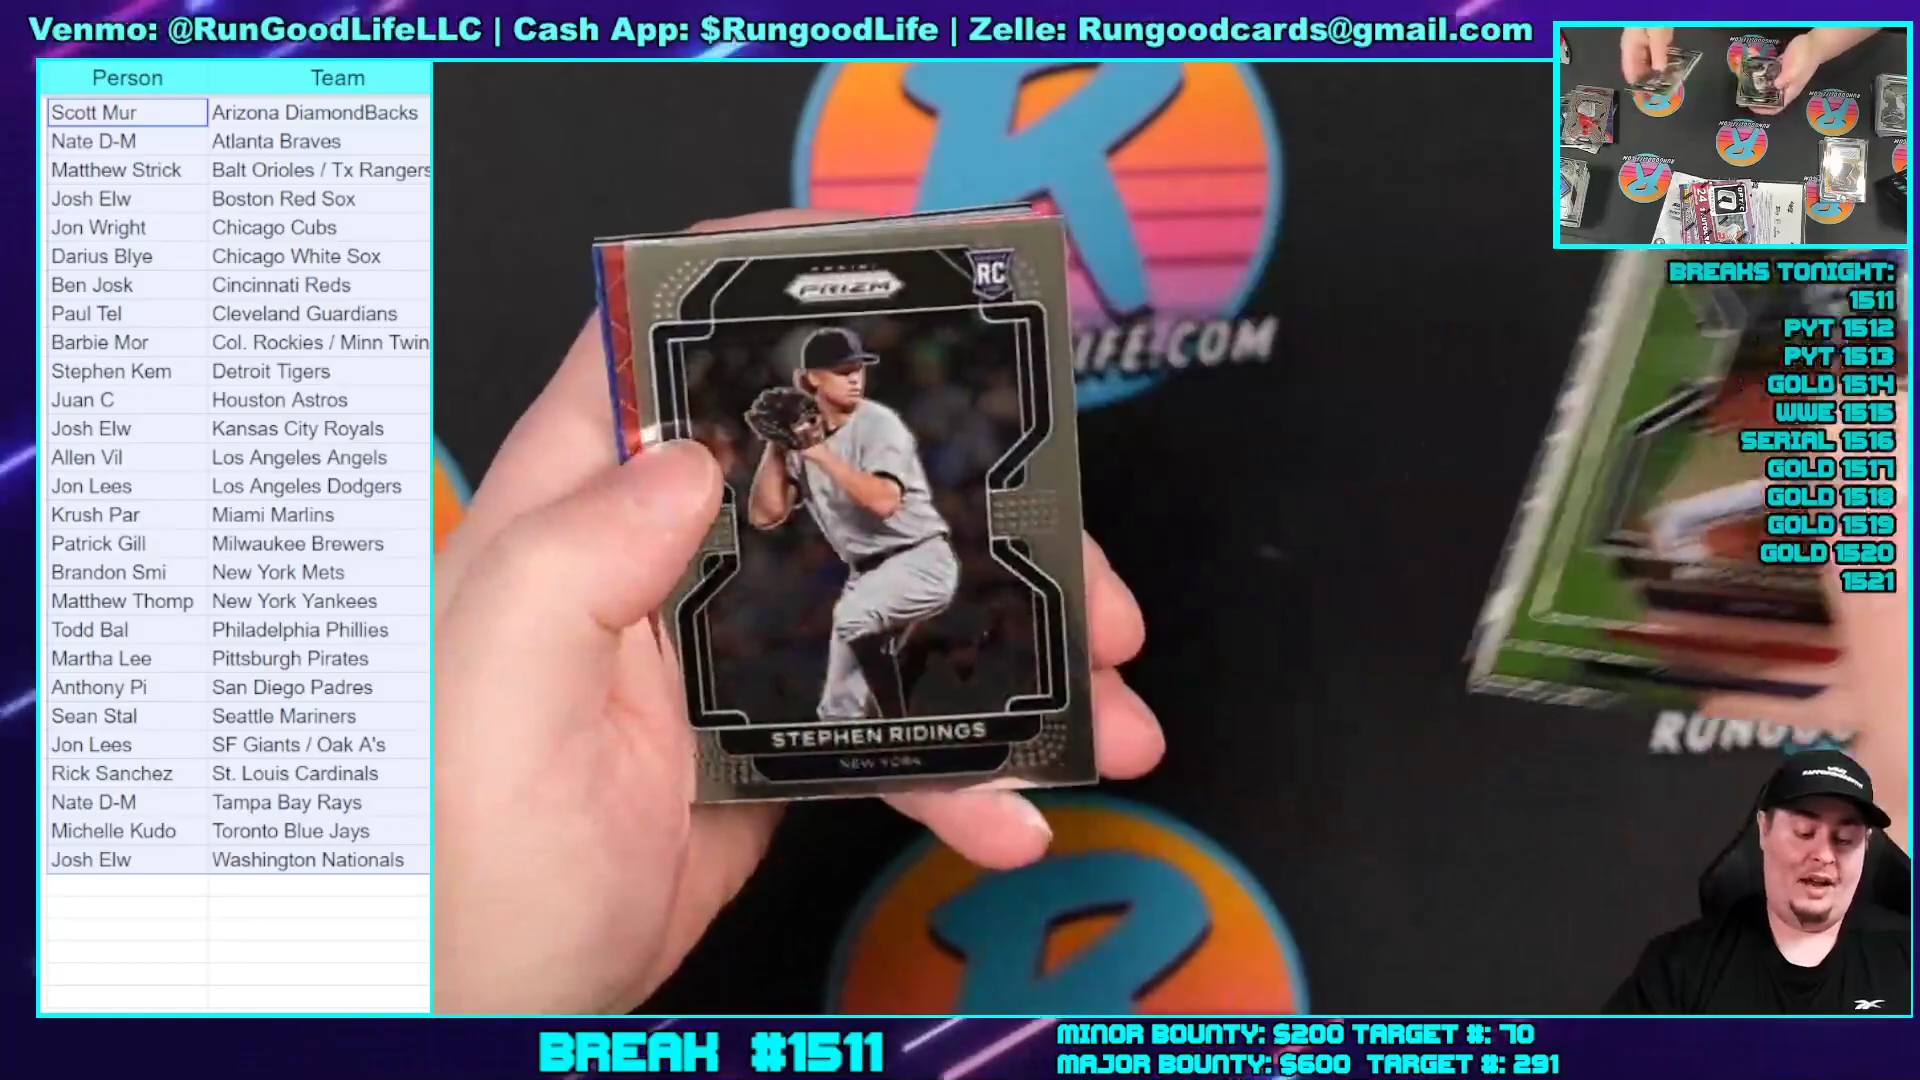 Venmo: @RunGoodLifeLLC | Cash App: $RungoodLife | Zelle: Rungoodcards@gmail.com
Person Team
Scott Mur Arizona DiamondBacks
Nate D-M Atlanta Braves
Matthew Strick Balt Orioles / Tx Rangers
Josh Elw Boston Red Sox
Jon Wright Chicago Cubs
Darius Blye Chicago White Sox
Ben Josk Cincinnati Reds
Paul Tel Cleveland Guardians
Barbie Mor Col. Rockies / Minn Twin
Stephen Kem Detroit Tigers
Juan C Houston Astros
Josh Elw Kansas City Royals
Allen Vil Los Angeles Angels
Jon Lees Los Angeles Dodgers
Krush Par Miami Marlins
Patrick Gill Milwaukee Brewers
Brandon Smi New York Mets
Matthew Thomp New York Yankees
Todd Bal Philadelphia Phillies
Martha Lee Pittsburgh Pirates
Anthony Pi San Diego Padres
Sean Stal Seattle Mariners
Jon Lees SF Giants / Oak A's
Rick Sanchez St. Louis Cardinals
Nate D-M Tampa Bay Rays
Michelle Kudo Toronto Blue Jays
Josh Elw Washington Nationals
R
LIFE.COM
PANINI
PRIZM
RC
STEPHEN RIDINGS
NEW YORK
R
BREAKS TONIGHT:
1511
PYT 1512
PYT 1513
GOLD 1514
WWE 1515
SERIAL 1516
GOLD 1517
GOLD 1518
GOLD 1519
GOLD 1520
1521
BREAK #1511
MINOR BOUNTY: $200 TARGET #: 70
MAJOR BOUNTY: $600 TARGET #: 291